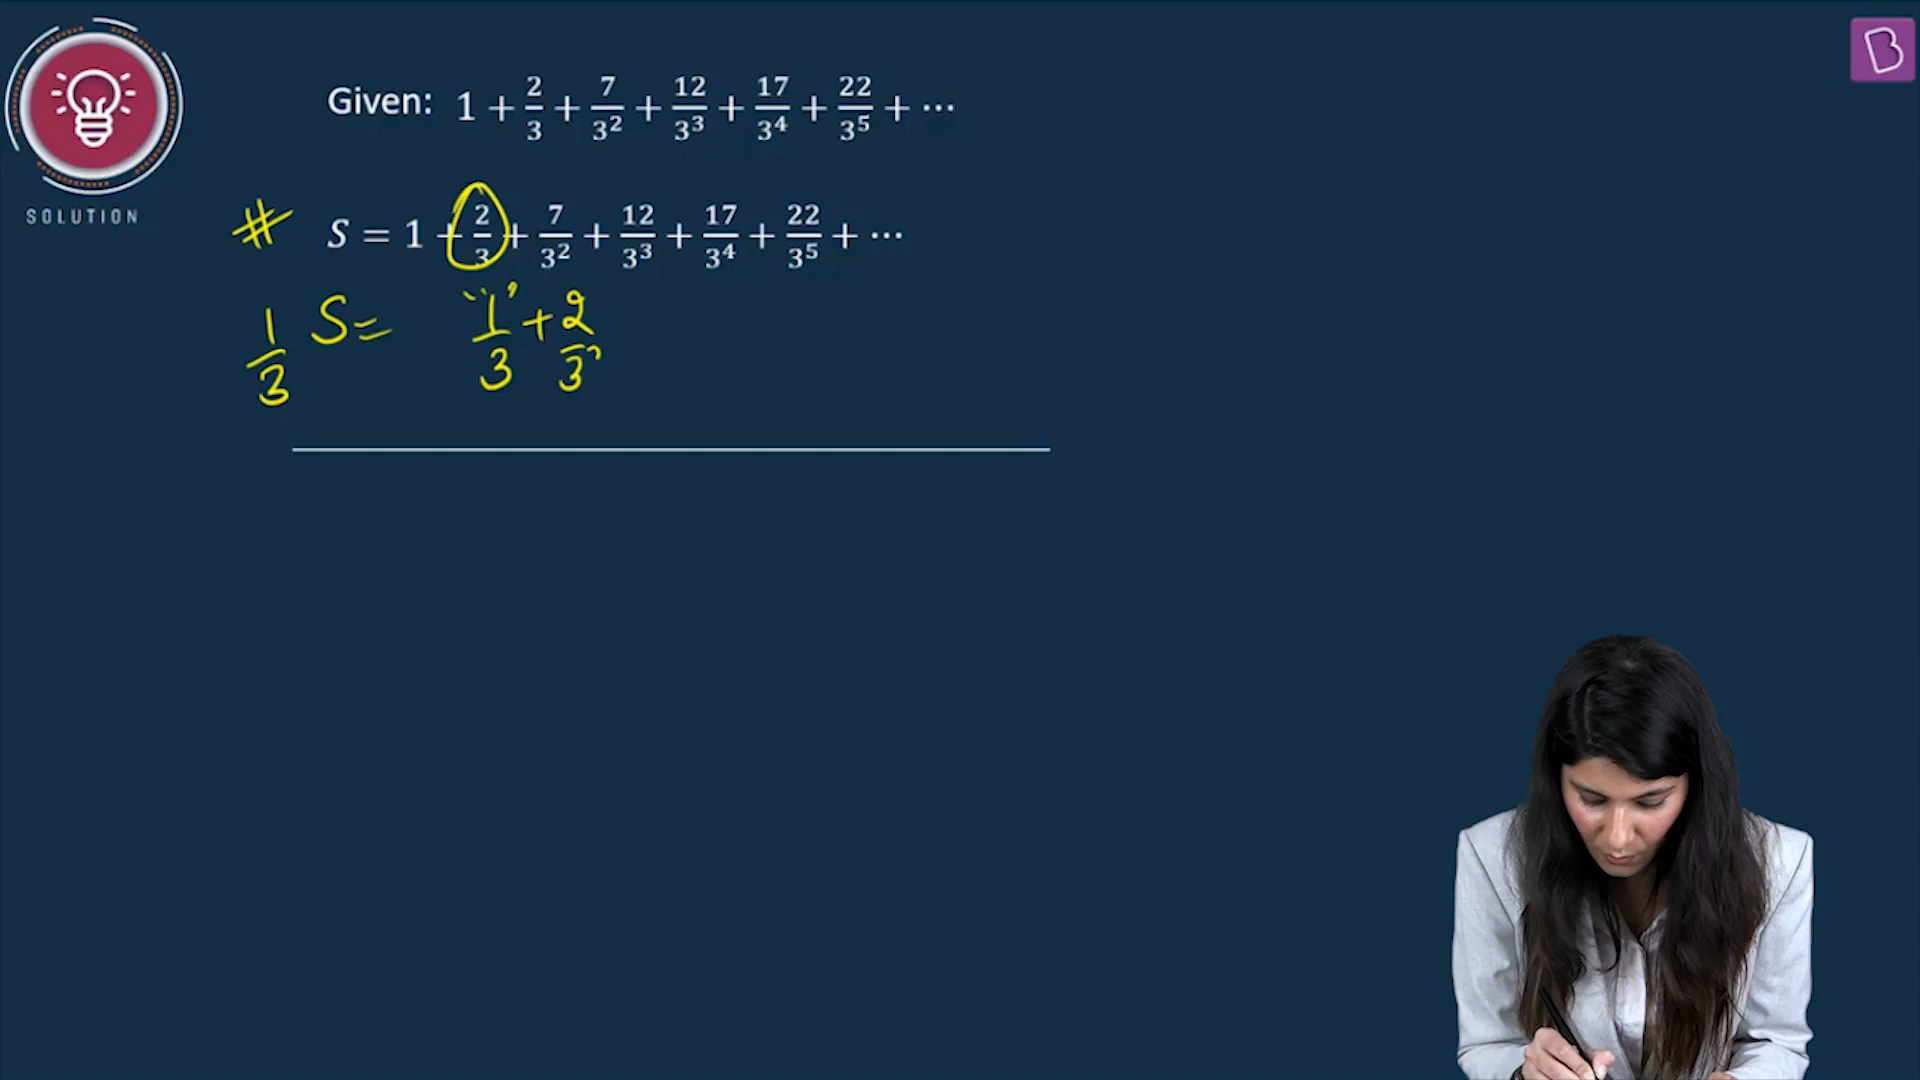 Given: 1 + 2/3 + 7/3² + 12/3³ + 17/3⁴ + 22/3⁵ + ⋯
# S = 1 + 2/3 + 7/3² + 12/3³ + 17/3⁴ + 22/3⁵ + ⋯
SOLUTION
1/3 S = 1/3 + 2/3²
B